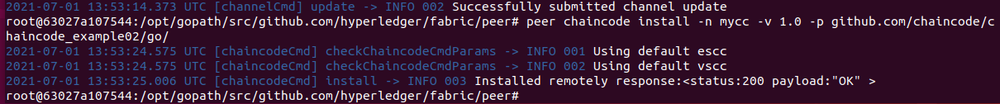 2021-07-01 13:53:14.373 UTC [channelCmd] update -> INFO 002 Successfully submitted channel update
root@63027a107544:/opt/gopath/src/github.com/hyperledger/fabric/peer# peer chaincode install -n mycc -v 1.0 -p github.com/chaincode/c
haincode_example02/go/
2021-07-01 13:53:24.575 UTC [chaincodeCmd] checkChaincodeCmdParams -> INFO 001 Using default escc
2021-07-01 13:53:24.575 UTC [chaincodeCmd] checkChaincodeCmdParams -> INFO 002 Using default vscc
2021-07-01 13:53:25.006 UTC [chaincodeCmd] install -> INFO 003 Installed remotely response:<status:200 payload:"OK" >
root@63027a107544:/opt/gopath/src/github.com/hyperledger/fabric/peer#